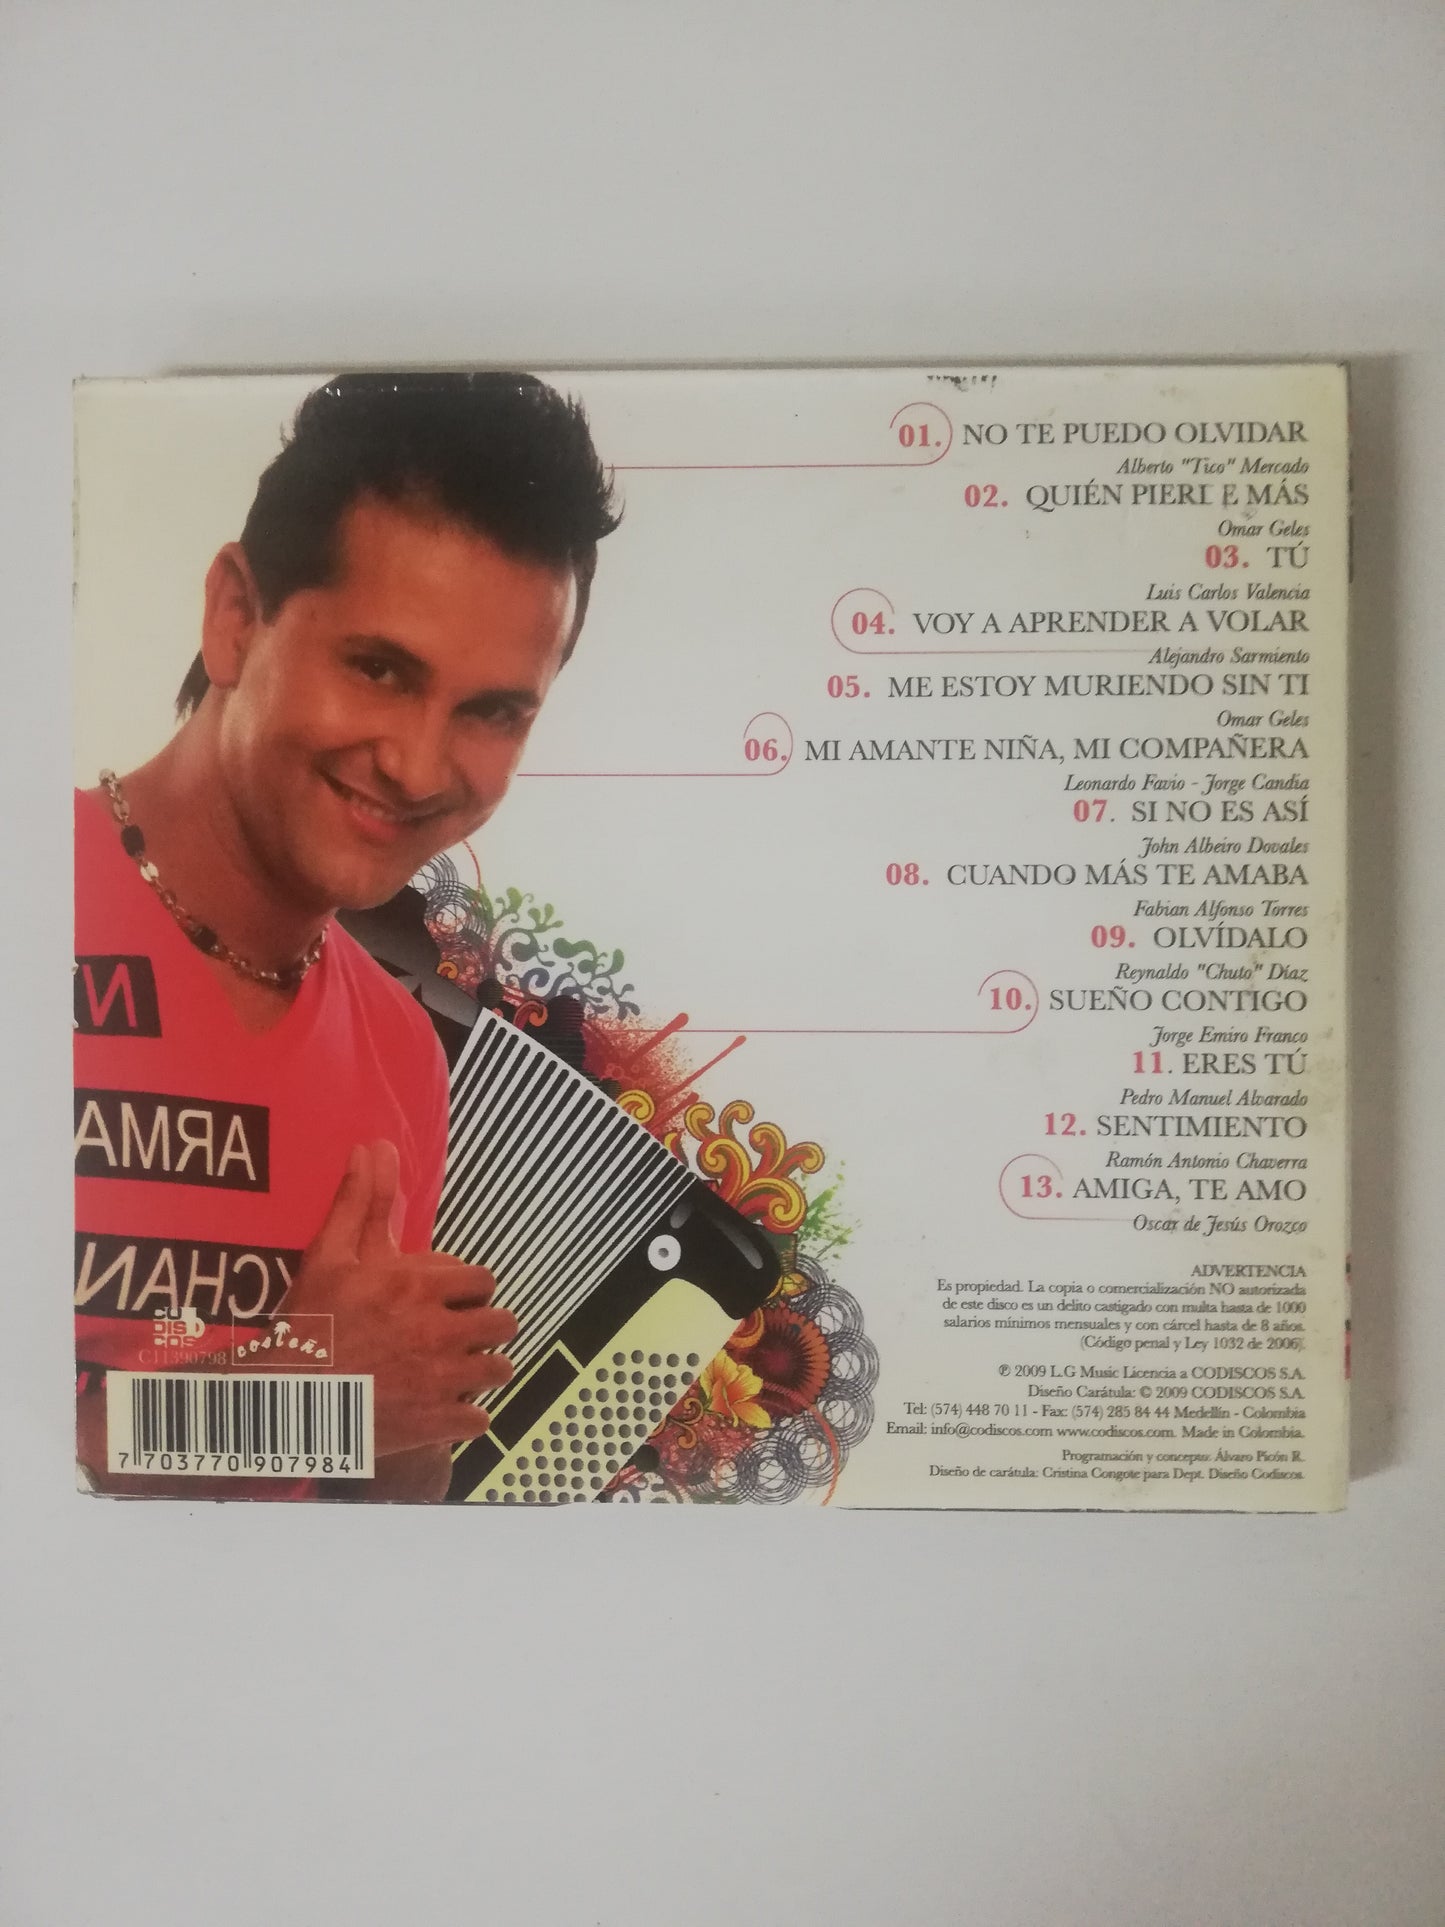 01. NO TE PUEDO OLVIDAR
Alberto "Tico" Mercado
02. QUIÉN PIERDE MÁS
Omar Geles
03. TÚ
Luis Carlos Valencia
04. VOY A APRENDER A VOLAR
Alejandro Sarmiento
05. ME ESTOY MURIENDO SIN TI
Omar Geles
06. MI AMANTE NIÑA, MI COMPAÑERA
Leonardo Favio - Jorge Candia
07. SI NO ES ASÍ
John Albeiro Dovales
08. CUANDO MÁS TE AMABA
Fabian Alfonso Torres
09. OLVÍDALO
Reynaldo "Chuto" Díaz
10. SUEÑO CONTIGO
Jorge Emiro Franco
11. ERES TÚ
Pedro Manuel Alvarado
12. SENTIMIENTO
Ramón Antonio Chaverra
13. AMIGA, TE AMO
Oscar de Jesús Orozco
ADVERTENCIA
Es propiedad. La copia o comercialización NO autorizada
de este disco es un delito castigado con multa hasta de 1000
salarios mínimos mensuales y con cárcel hasta de 8 años.
(Código penal y Ley 1032 de 2006).
℗ 2009 L.G Music Licencia a CODISCOS S.A.
Diseño Carátula: © 2009 CODISCOS S.A.
Tel: (574) 448 70 11 - Fax: (574) 285 84 44 Medellín - Colombia
Email: info@codiscos.com www.codiscos.com. Made in Colombia.
Programación y concepto: Álvaro Picón R.
Diseño de carátula: Cristina Congote para Dept. Diseño Codiscos.
ARMA
XCHAN
CO
DIS
COS
costeño
C11390798
7 703770 907984